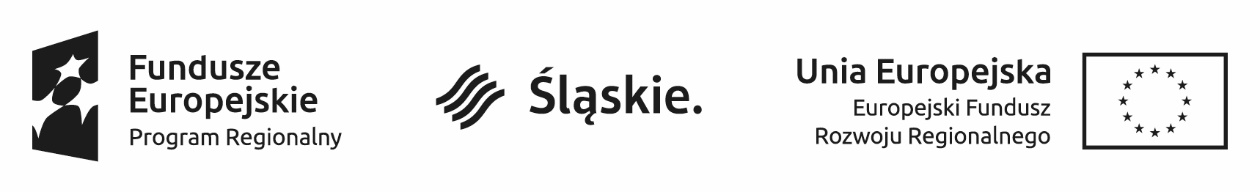 Fundusze
Europejskie
Program Regionalny
Śląskie.
Unia Europejska
Europejski Fundusz
Rozwoju Regionalnego